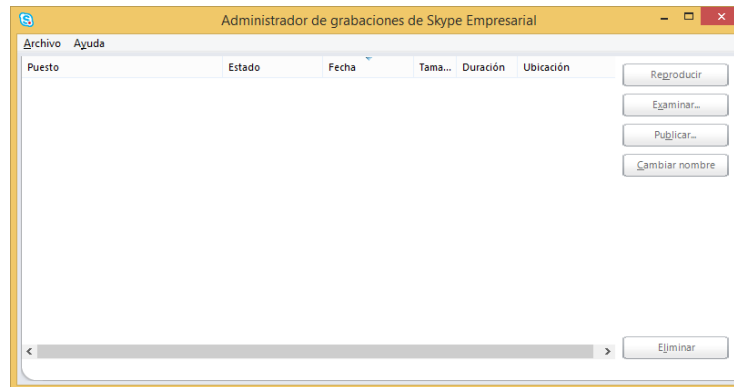 Administrador de grabaciones de Skype Empresarial
Archivo Ayuda
Puesto Estado Fecha Tama... Duración Ubicación
Reproducir
Examinar...
Publicar...
Cambiar nombre
Eliminar